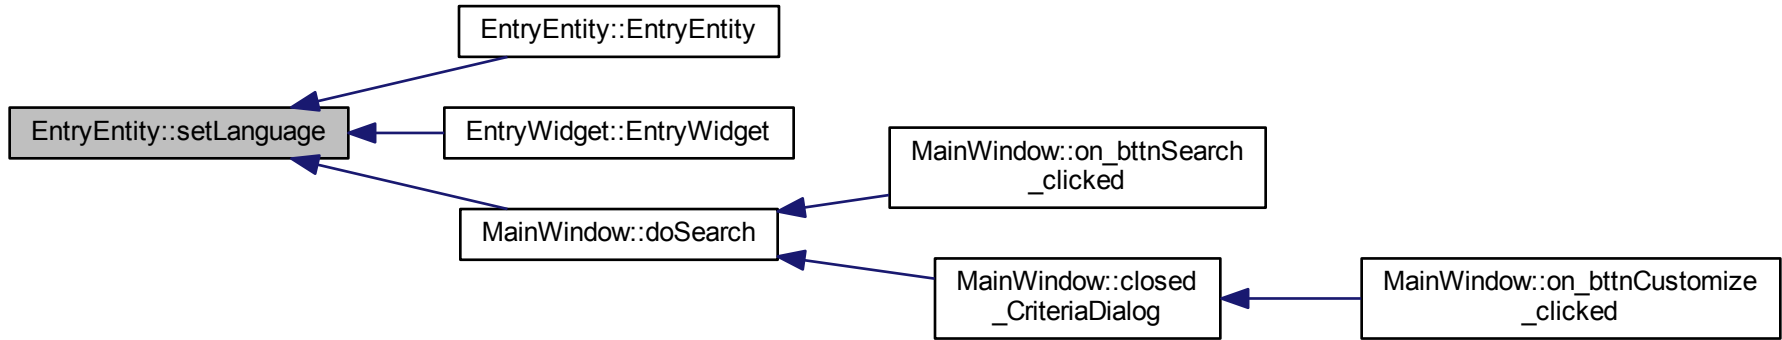 EntryEntity::EntryEntity
EntryEntity::setLanguage
EntryWidget::EntryWidget
MainWindow::on_bttnSearch
_clicked
MainWindow::doSearch
MainWindow::closed
_CriteriaDialog
MainWindow::on_bttnCustomize
_clicked